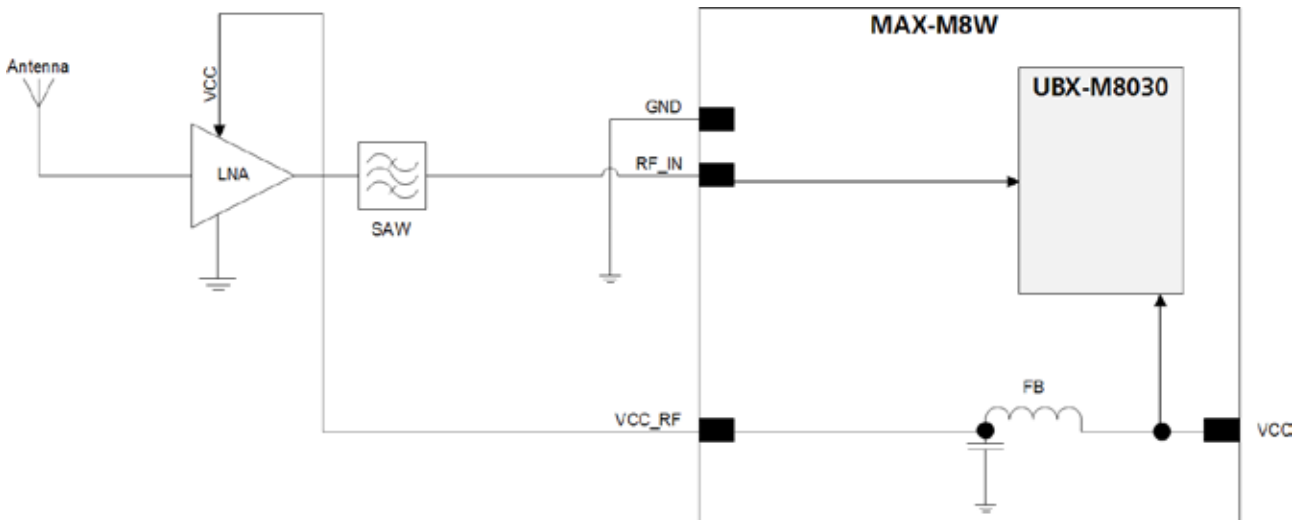 MAX-M8W
Antenna
VCC
UBX-M8030
GND
LNA
RF_IN
SAW
FB
VCC_RF
VCC